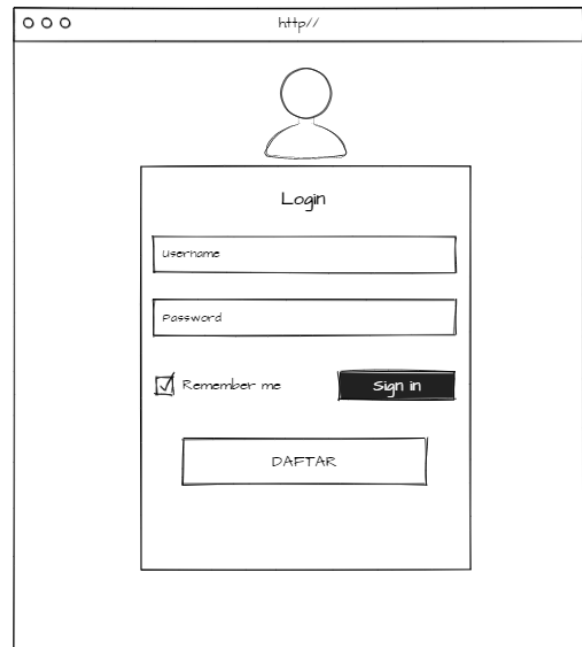 http//
Login
Username
Password
Remember me
Sign in
DAFTAR